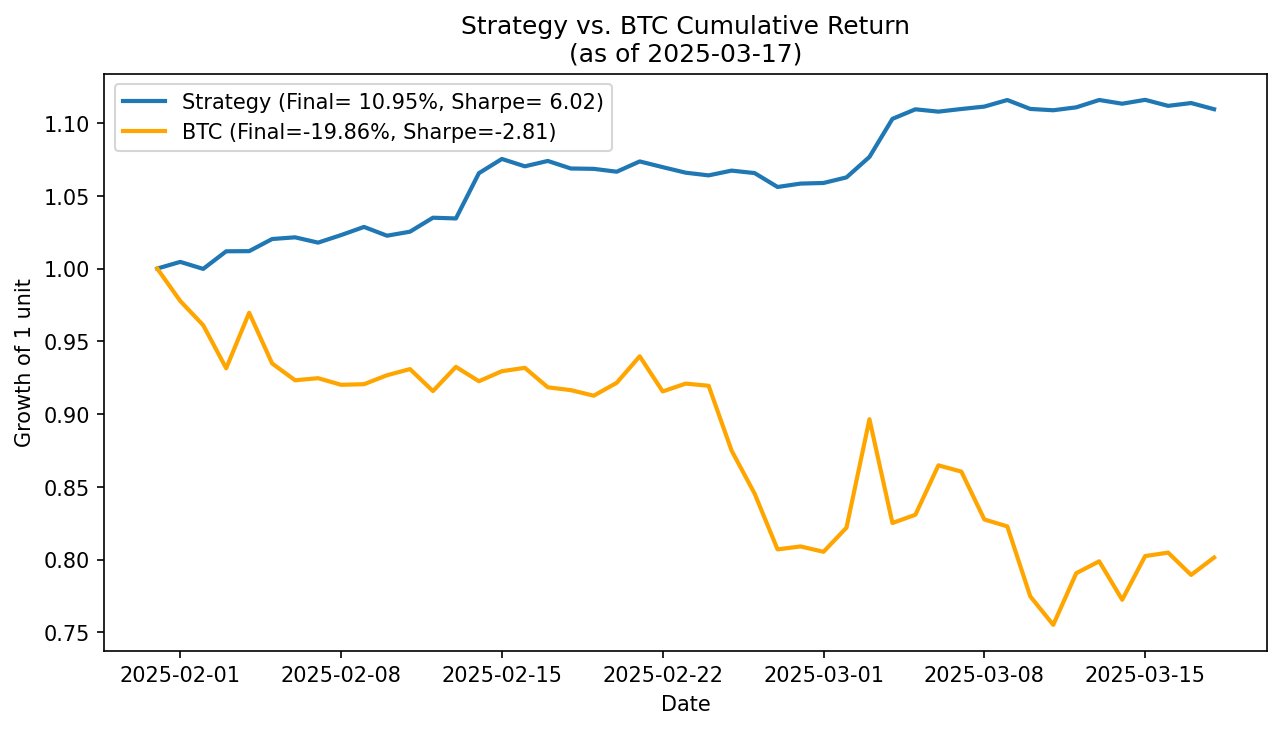 Strategy vs. BTC Cumulative Return
(as of 2025-03-17)
Strategy (Final= 10.95%, Sharpe= 6.02)
BTC (Final=-19.86%, Sharpe=-2.81)
Growth of 1 unit
1.10
1.05
1.00
0.95
0.90
0.85
0.80
0.75
2025-02-01
2025-02-08
2025-02-15
2025-02-22
2025-03-01
2025-03-08
2025-03-15
Date